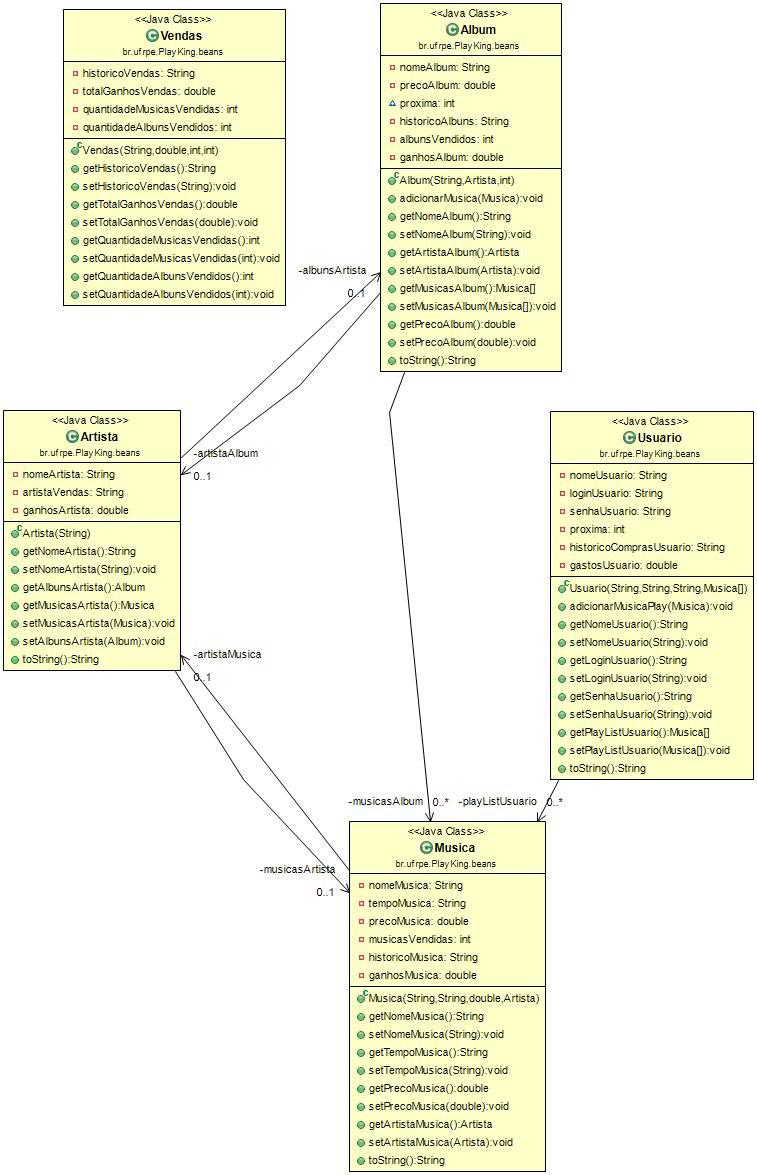 <<Java Class>>
Vendas
br.ufrpe.PlayKing.beans
historicoVendas: String
totalGanhosVendas: double
quantidadeMusicasVendidas: int
quantidadeAlbunsVendidos: int
Vendas(String,double,int,int)
getHistoricoVendas():String
setHistoricoVendas(String):void
getTotalGanhosVendas():double
setTotalGanhosVendas(double):void
getQuantidadeMusicasVendidas():int
setQuantidadeMusicasVendidas(int):void
getQuantidadeAlbunsVendidos():int
setQuantidadeAlbunsVendidos(int):void
<<Java Class>>
Album
br.ufrpe.PlayKing.beans
nomeAlbum: String
precoAlbum: double
proxima: int
historicoAlbuns: String
albunsVendidos: int
ganhosAlbum: double
Album(String,Artista,int)
adicionarMusica(Musica):void
getNomeAlbum():String
setNomeAlbum(String):void
getArtistaAlbum():Artista
setArtistaAlbum(Artista):void
getMusicasAlbum():Musica[]
setMusicasAlbum(Musica[]):void
getPrecoAlbum():double
setPrecoAlbum(double):void
toString():String
-albunsArtista
0..1
<<Java Class>>
Artista
br.ufrpe.PlayKing.beans
nomeArtista: String
artistaVendas: String
ganhosArtista: double
Artista(String)
getNomeArtista():String
setNomeArtista(String):void
getAlbunsArtista():Album
getMusicasArtista():Musica
setMusicasArtista(Musica):void
setAlbunsArtista(Album):void
toString():String
-artistaAlbum
0..1
-artistaMusica
0..1
<<Java Class>>
Usuario
br.ufrpe.PlayKing.beans
nomeUsuario: String
loginUsuario: String
senhaUsuario: String
proxima: int
historicoComprasUsuario: String
gastosUsuario: double
Usuario(String,String,String,Musica[])
adicionarMusicaPlay(Musica):void
getNomeUsuario():String
setNomeUsuario(String):void
getLoginUsuario():String
setLoginUsuario(String):void
getSenhaUsuario():String
setSenhaUsuario(String):void
getPlayListUsuario():Musica[]
setPlayListUsuario(Musica[]):void
toString():String
-musicasAlbum 0..*
-playListUsuario 0..*
-musicasArtista
0..1
<<Java Class>>
Musica
br.ufrpe.PlayKing.beans
nomeMusica: String
tempoMusica: String
precoMusica: double
musicasVendidas: int
historicoMusica: String
ganhosMusica: double
Musica(String,String,double,Artista)
getNomeMusica():String
setNomeMusica(String):void
getTempoMusica():String
setTempoMusica(String):void
getPrecoMusica():double
setPrecoMusica(double):void
getArtistaMusica():Artista
setArtistaMusica(Artista):void
toString():String